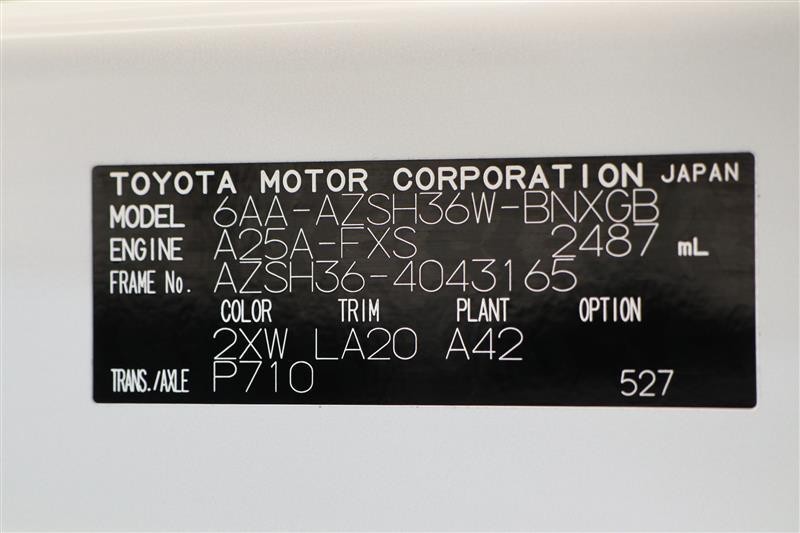 TOYOTA MOTOR CORPORATION JAPAN
MODEL 6AA-AZSH36W-BNXGB
ENGINE A25A-FXS 2487 mL
FRAME No. AZSH36-4043165
COLOR TRIM PLANT OPTION
2XW LA20 A42
TRANS./AXLE P710 527